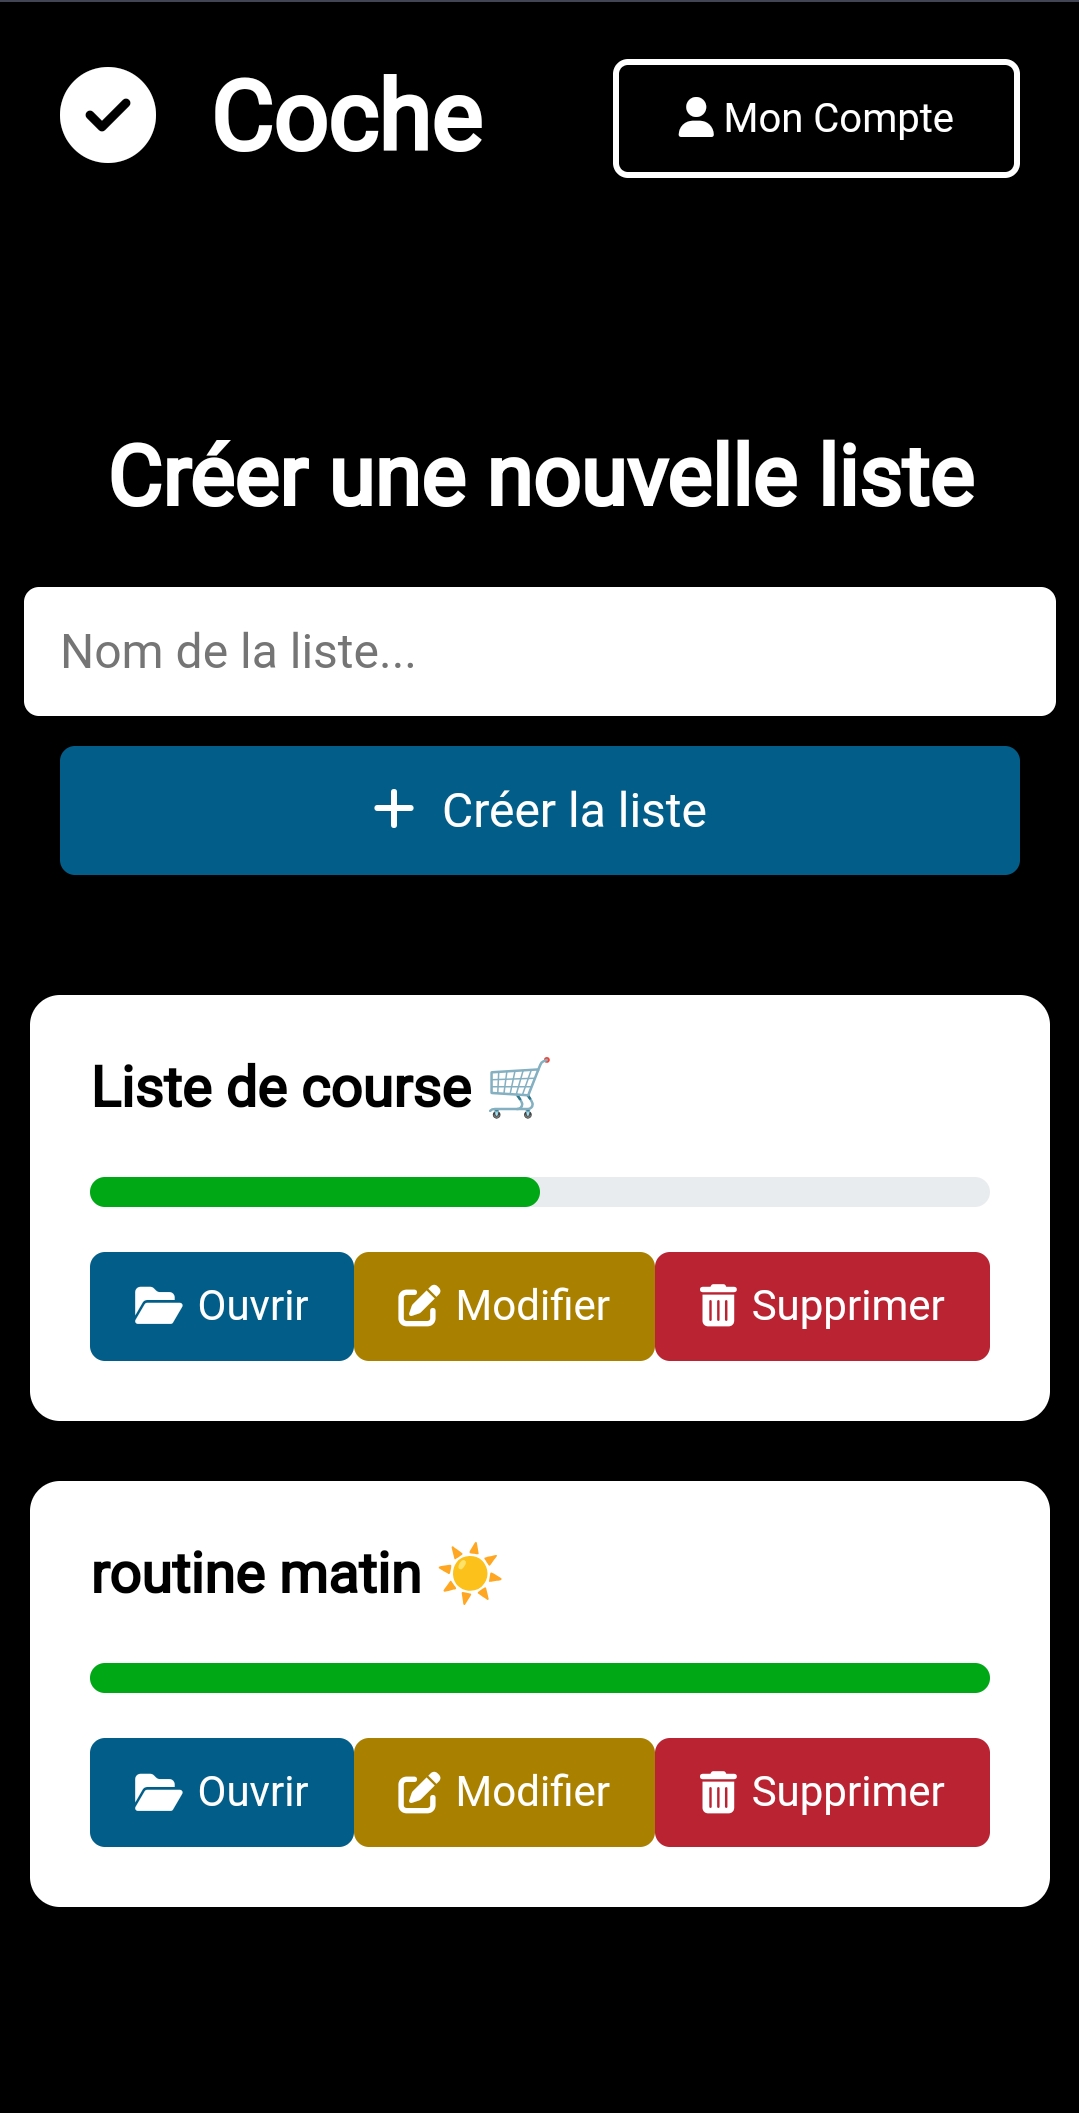 Coche
Mon Compte
Créer une nouvelle liste
Nom de la liste...
Créer la liste
Liste de course 🛒
Ouvrir Modifier Supprimer
routine matin ☀️
Ouvrir Modifier Supprimer